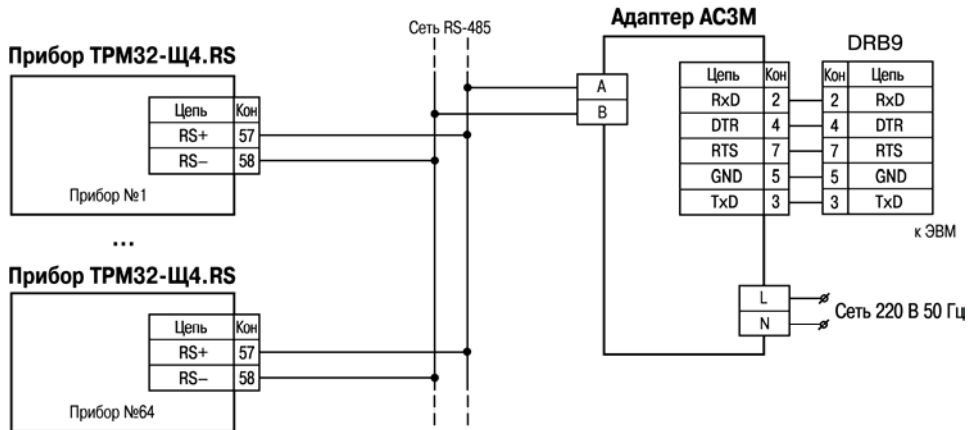 Сеть RS-485
Прибор ТРМ32-Щ4.RS
Цепь Кон
RS+ 57
RS– 58
Прибор №1
...
Прибор ТРМ32-Щ4.RS
Цепь Кон
RS+ 57
RS– 58
Прибор №64
Адаптер АС3М
A
B
Цепь Кон
RxD 2
DTR 4
RTS 7
GND 5
TxD 3
DRB9
Кон Цепь
2 RxD
4 DTR
7 RTS
5 GND
3 TxD
к ЭВМ
L
N
Сеть 220 В 50 Гц